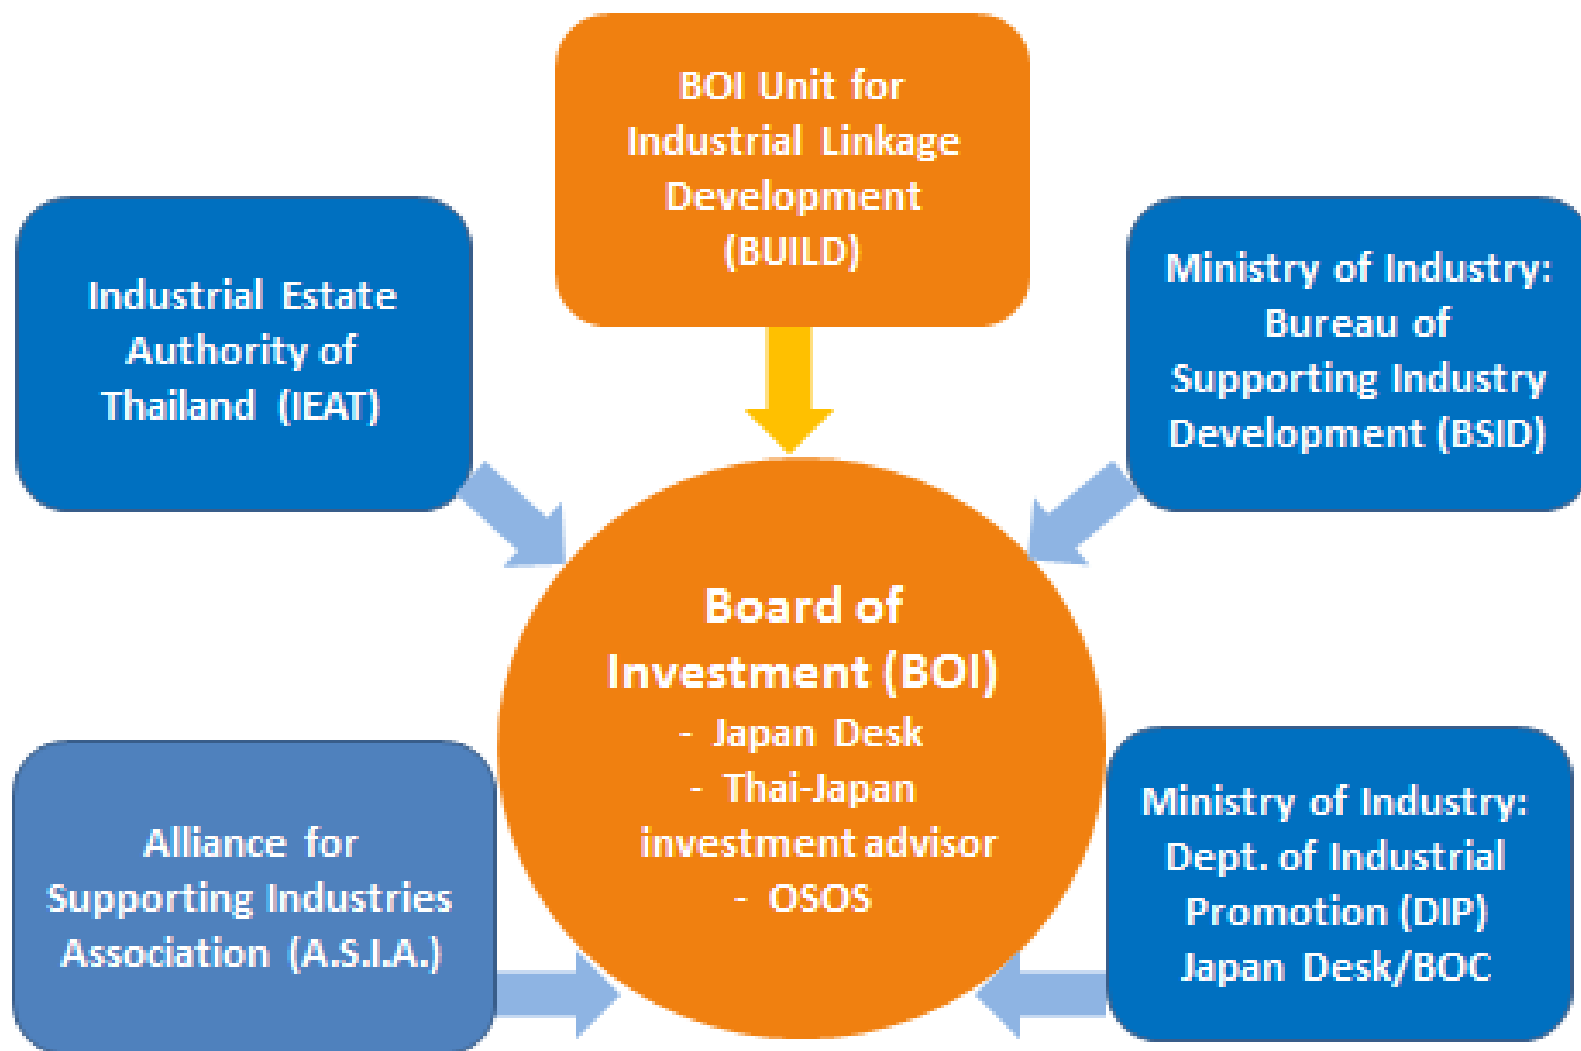 BOI Unit for
Industrial Linkage
Development
(BUILD)
Industrial Estate
Authority of
Thailand (IEAT)
Ministry of Industry:
Bureau of
Supporting Industry
Development (BSID)
Board of
Investment (BOI)
- Japan Desk
- Thai-Japan
investment advisor
- OSOS
Alliance for
Supporting Industries
Association (A.S.I.A.)
Ministry of Industry:
Dept. of Industrial
Promotion (DIP)
Japan Desk/BOC